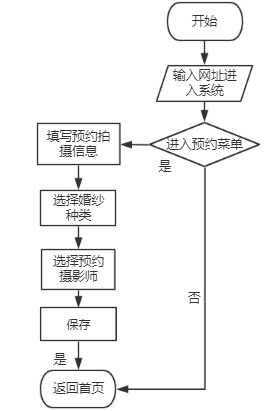 开始
输入网址进
入系统
填写预约拍
摄信息
进入预约菜单
是
选择婚纱
种类
选择预约
摄影师
否
保存
是
返回首页